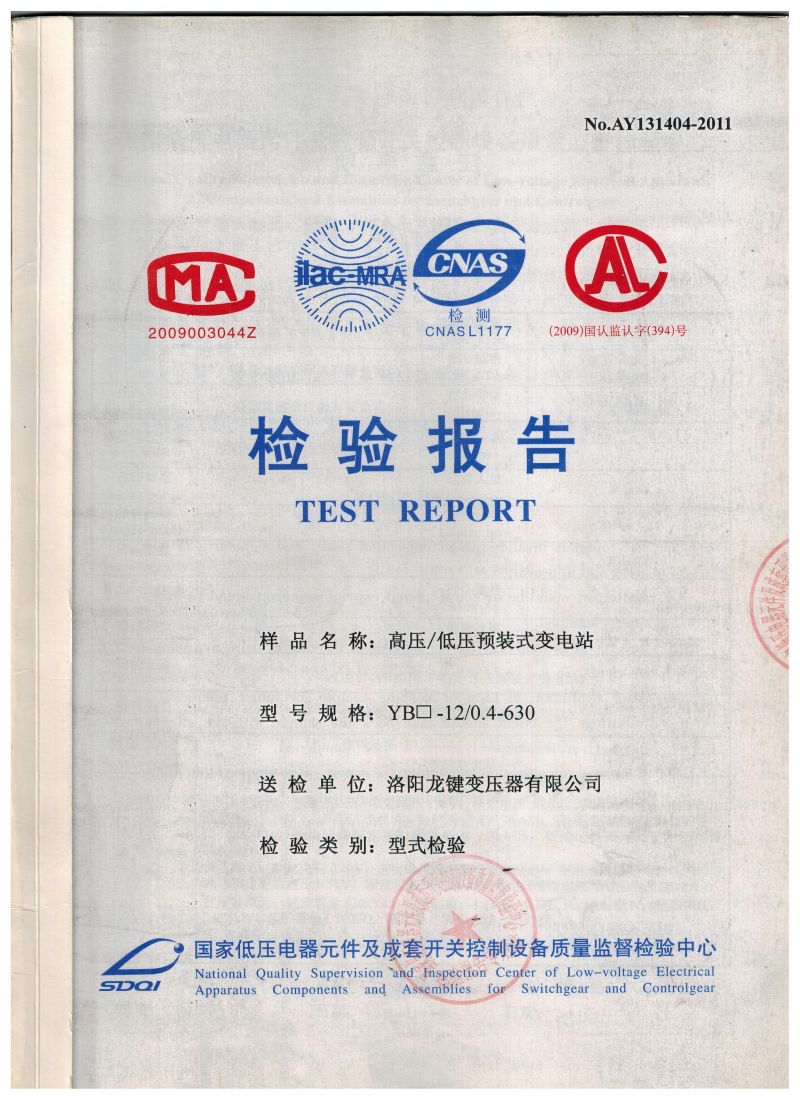 No.AY131404-2011
CMA
ilac-MRA
CNAS
AL
检 测
2009003044Z
CNAS L1177
(2009)国认监认字(394)号
检 验 报 告
TEST REPORT
样 品 名 称: 高压/低压预装式变电站
型 号 规 格: YB□ -12/0.4-630
送 检 单 位: 洛阳龙键变压器有限公司
检 验 类 别: 型式检验
国家低压电器元件及成套开关控制设备质量监督检验中心
National Quality Supervision and Inspection Center of Low-voltage Electrical
SDQI
Apparatus Components and Assemblies for Switchgear and Controlgear